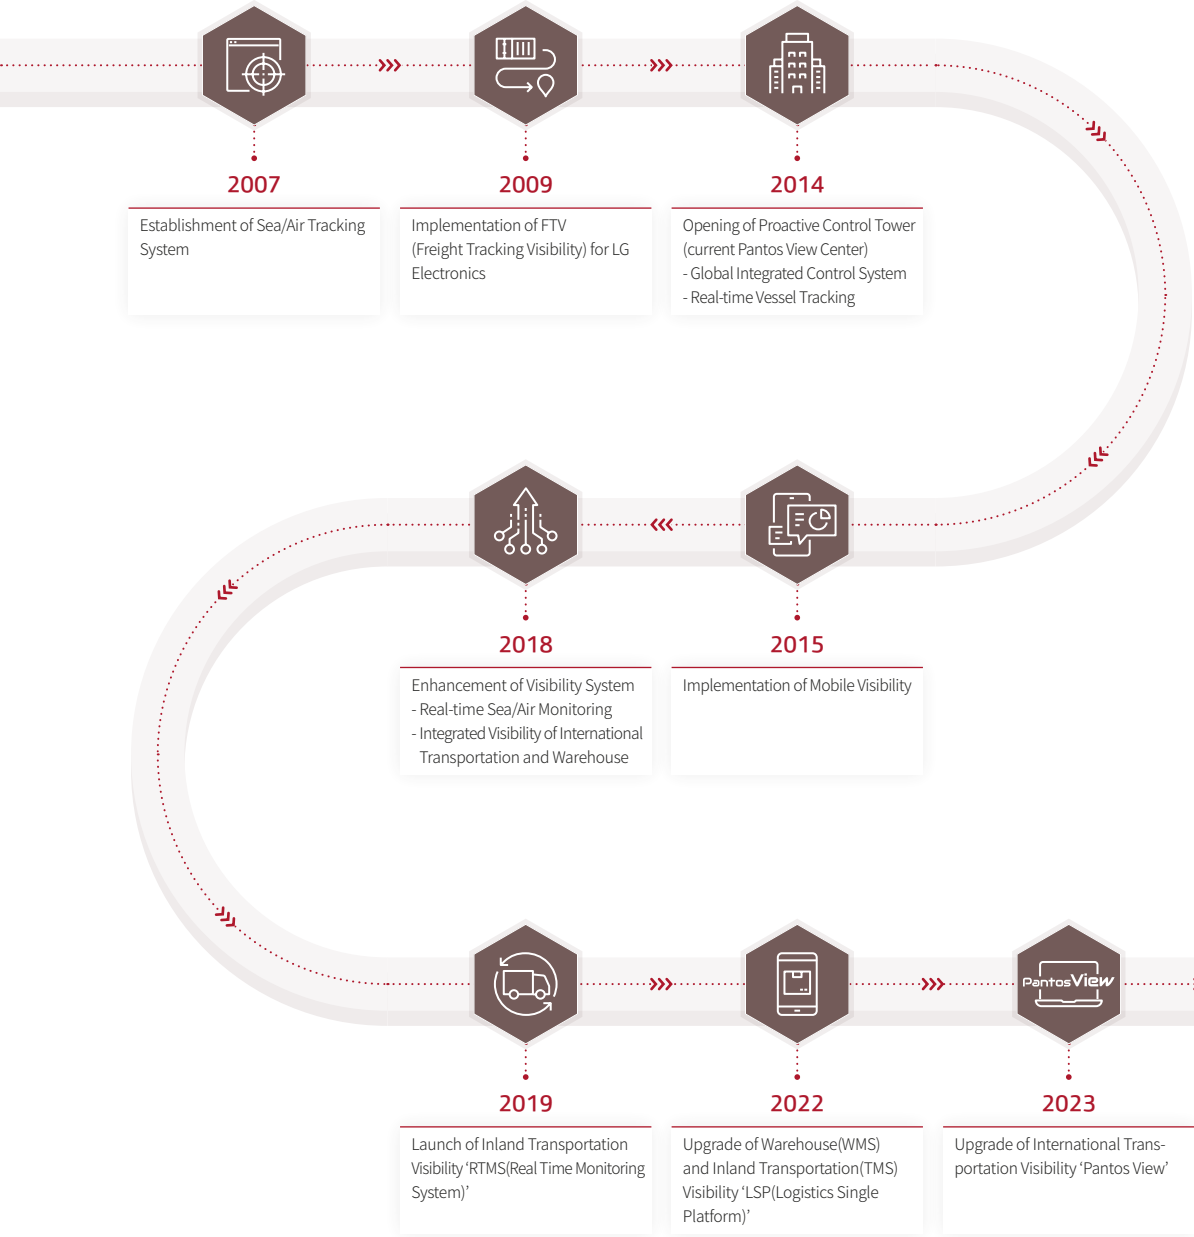 2007
Establishment of Sea/Air Tracking
System
2009
Implementation of FTV
(Freight Tracking Visibility) for LG
Electronics
2014
Opening of Proactive Control Tower
(current Pantos View Center)
- Global Integrated Control System
- Real-time Vessel Tracking
2015
Implementation of Mobile Visibility
2018
Enhancement of Visibility System
- Real-time Sea/Air Monitoring
- Integrated Visibility of International
Transportation and Warehouse
2019
Launch of Inland Transportation
Visibility ‘RTMS(Real Time Monitoring
System)’
2022
Upgrade of Warehouse(WMS)
and Inland Transportation(TMS)
Visibility ‘LSP(Logistics Single
Platform)’
PantosView
2023
Upgrade of International Trans-
portation Visibility ‘Pantos View’